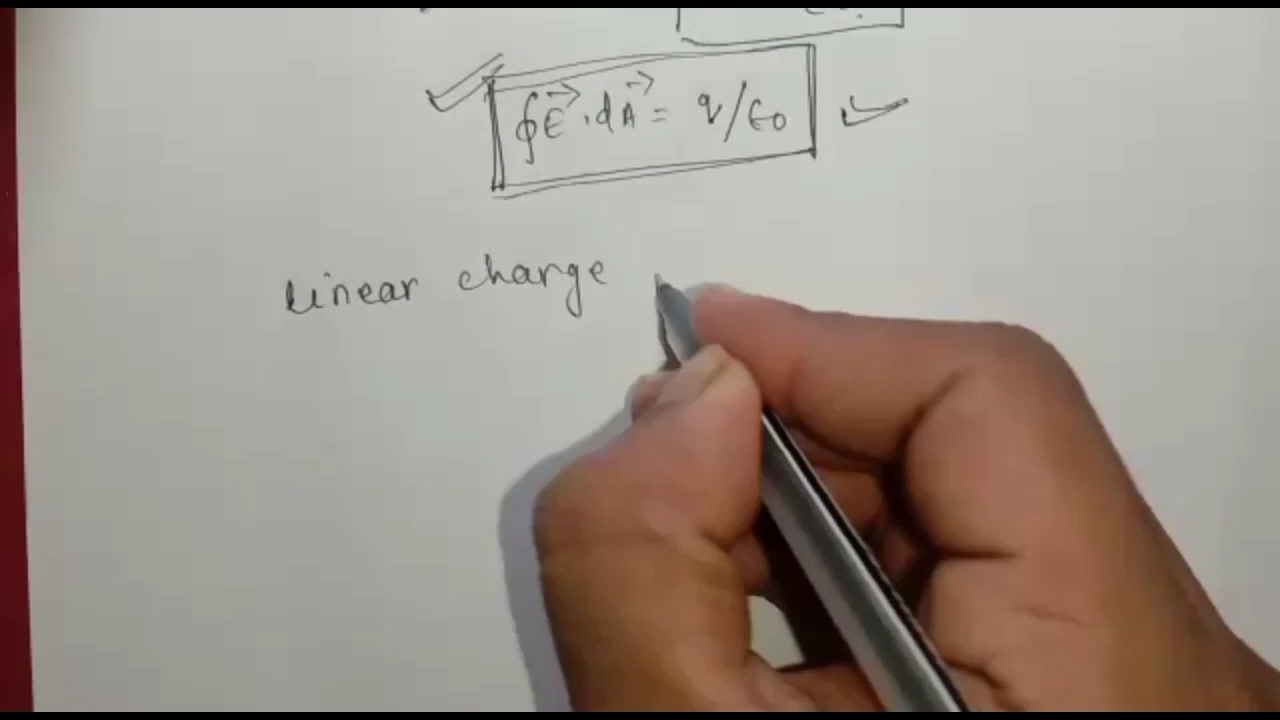 ∮E⃗ · dA⃗ = q/ε₀
Linear charge